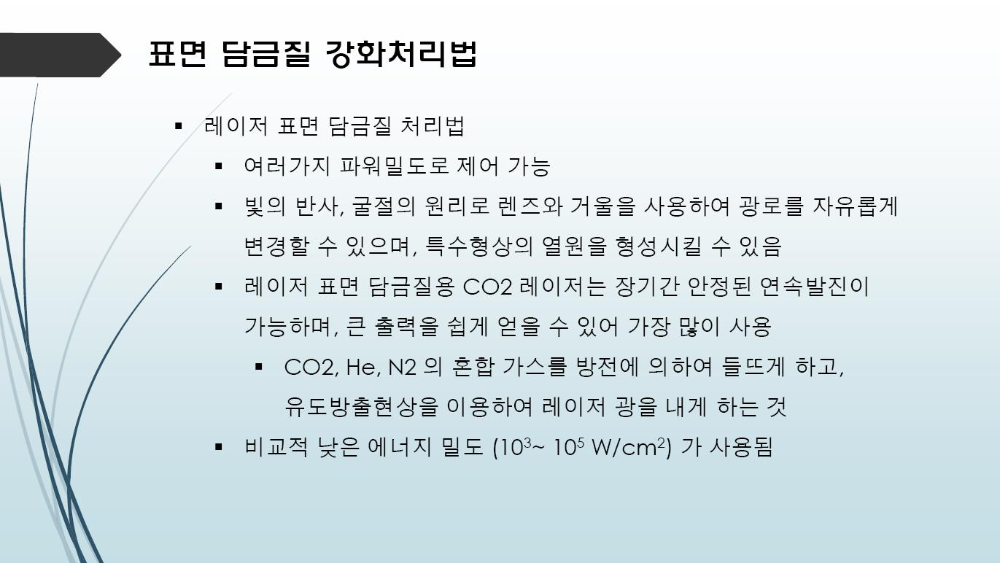 표면 담금질 강화처리법
▪ 레이저 표면 담금질 처리법
▪ 여러가지 파워밀도로 제어 가능
▪ 빛의 반사, 굴절의 원리로 렌즈와 거울을 사용하여 광로를 자유롭게
변경할 수 있으며, 특수형상의 열원을 형성시킬 수 있음
▪ 레이저 표면 담금질용 CO2 레이저는 장기간 안정된 연속발진이
가능하며, 큰 출력을 쉽게 얻을 수 있어 가장 많이 사용
▪ CO2, He, N2 의 혼합 가스를 방전에 의하여 들뜨게 하고,
유도방출현상을 이용하여 레이저 광을 내게 하는 것
▪ 비교적 낮은 에너지 밀도 (10³~ 10⁵ W/cm²) 가 사용됨